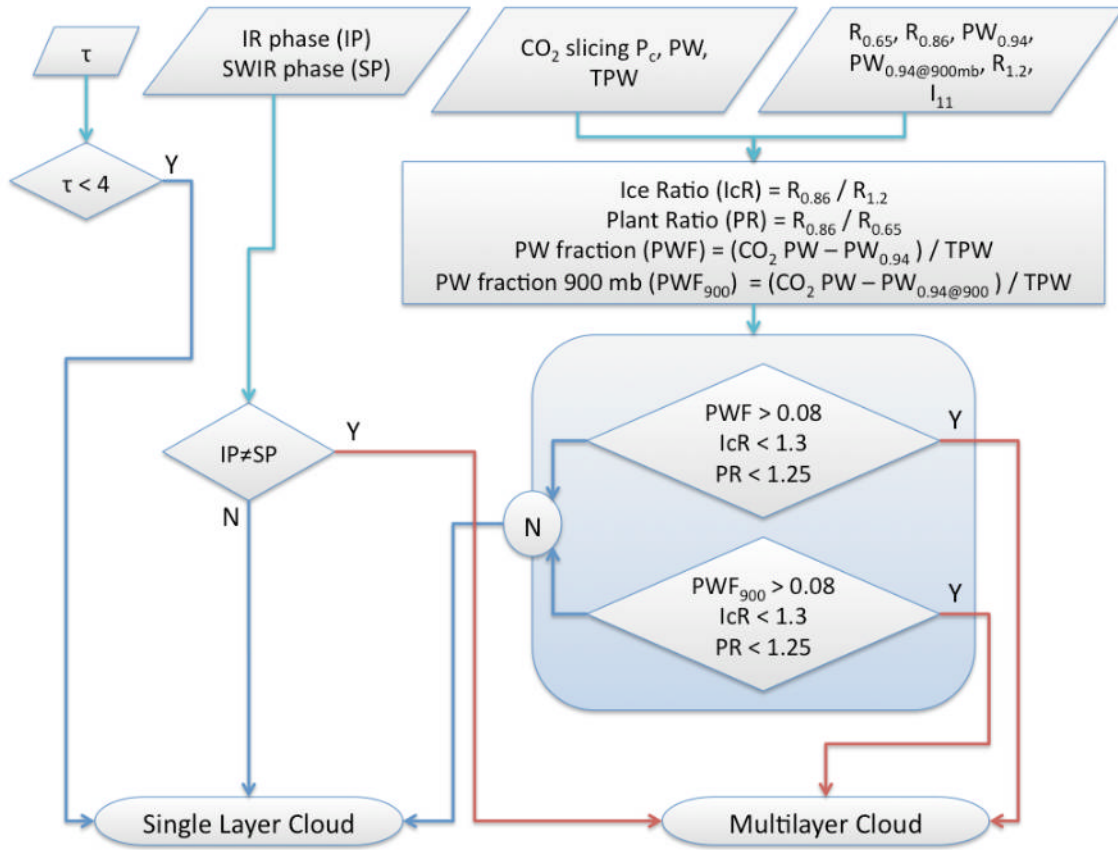 τ
IR phase (IP)
SWIR phase (SP)
CO₂ slicing P_c, PW,
TPW
R₀.₆₅, R₀.₈₆, PW₀.₉₄,
PW₀.₉₄@₉₀₀mb, R₁.₂,
I₁₁
τ < 4
Y
Ice Ratio (IcR) = R₀.₈₆ / R₁.₂
Plant Ratio (PR) = R₀.₈₆ / R₀.₆₅
PW fraction (PWF) = (CO₂ PW – PW₀.₉₄ ) / TPW
PW fraction 900 mb (PWF₉₀₀) = (CO₂ PW – PW₀.₉₄@₉₀₀ ) / TPW
IP≠SP
Y
N
PWF > 0.08
IcR < 1.3
PR < 1.25
Y
N
PWF₉₀₀ > 0.08
IcR < 1.3
PR < 1.25
Y
Single Layer Cloud
Multilayer Cloud